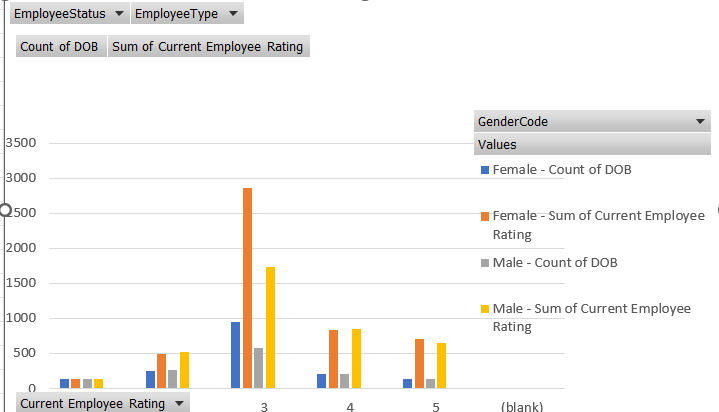 EmployeeStatus EmployeeType
Count of DOB Sum of Current Employee Rating
GenderCode
Values
3500
3000
2500
2000
1500
1000
500
0
Female - Count of DOB
Female - Sum of Current Employee
Rating
Male - Count of DOB
Male - Sum of Current Employee
Rating
Current Employee Rating
3 4 5 (blank)